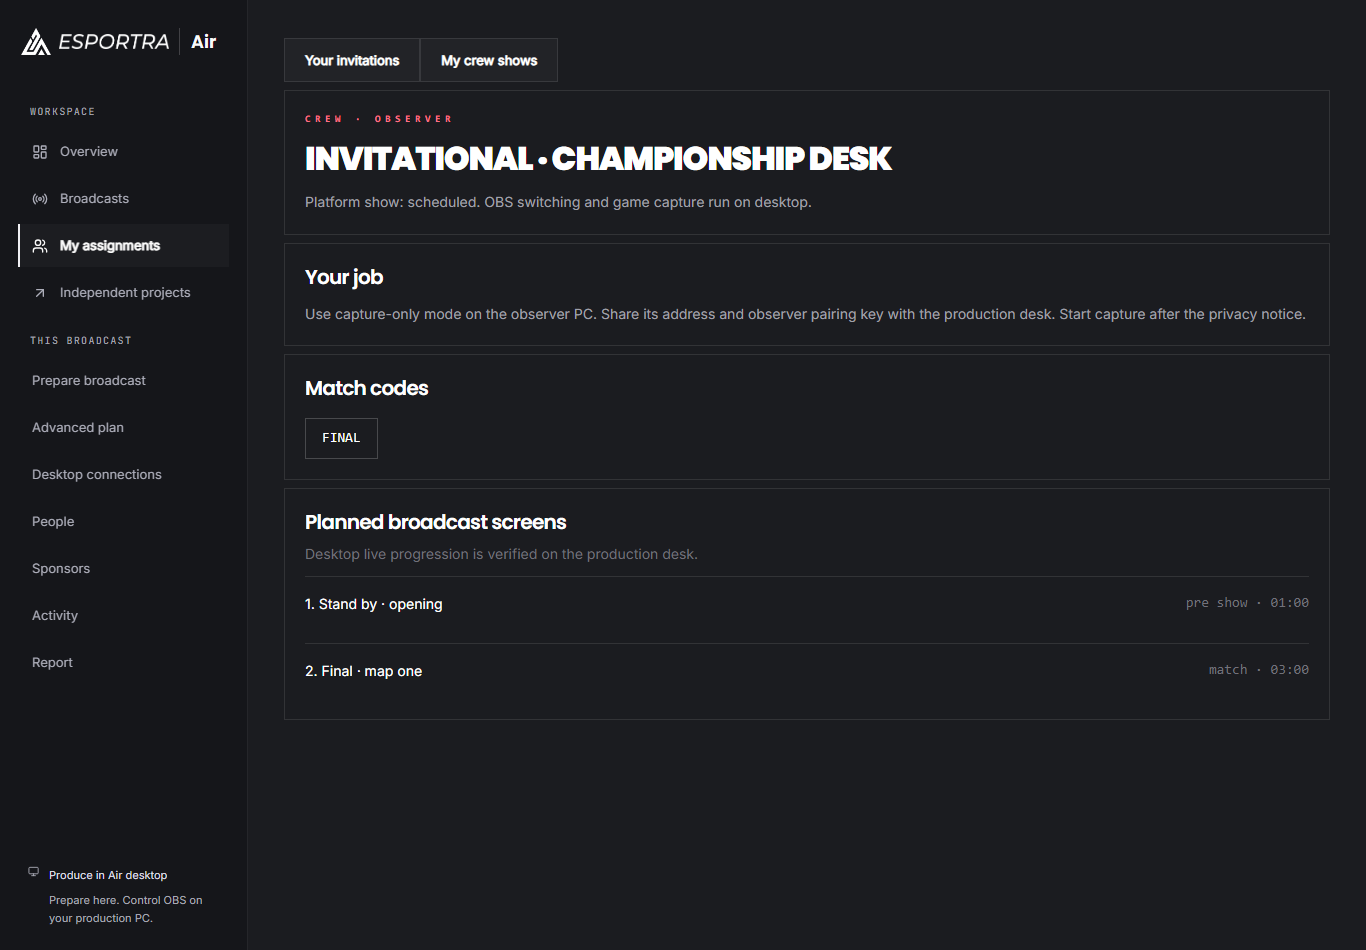 ESPORTRA Air
WORKSPACE
Overview
Broadcasts
My assignments
Independent projects
THIS BROADCAST
Prepare broadcast
Advanced plan
Desktop connections
People
Sponsors
Activity
Report
Produce in Air desktop
Prepare here. Control OBS on
your production PC.
Your invitations
My crew shows
CREW · OBSERVER
INVITATIONAL · CHAMPIONSHIP DESK
Platform show: scheduled. OBS switching and game capture run on desktop.
Your job
Use capture-only mode on the observer PC. Share its address and observer pairing key with the production desk. Start capture after the privacy notice.
Match codes
FINAL
Planned broadcast screens
Desktop live progression is verified on the production desk.
1. Stand by · opening
pre show · 01:00
2. Final · map one
match · 03:00